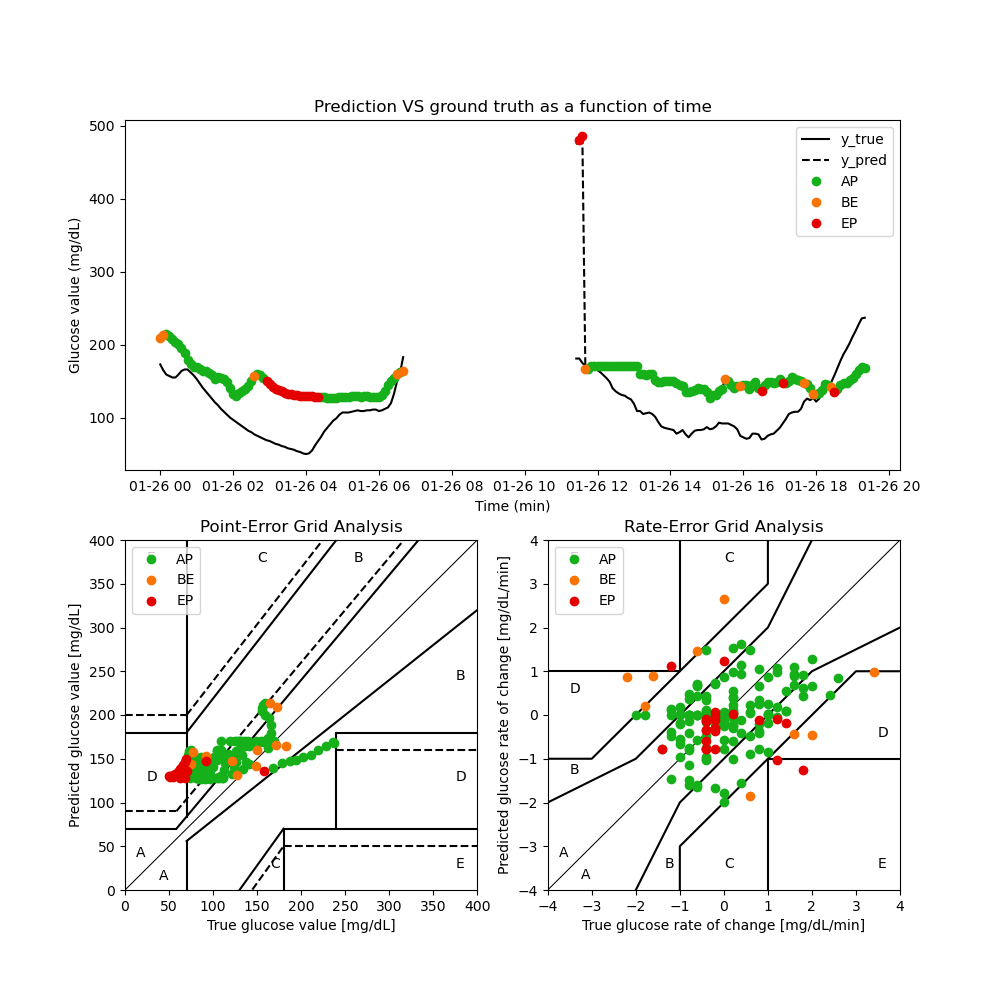 Prediction VS ground truth as a function of time
Glucose value (mg/dL)
500
400
300
200
100
y_true
y_pred
AP
BE
EP
01-26 00 01-26 02 01-26 04 01-26 06 01-26 08 01-26 10 01-26 12 01-26 14 01-26 16 01-26 18 01-26 20
Time (min)
Point-Error Grid Analysis
Predicted glucose value [mg/dL]
400
350
300
250
200
150
100
50
0
AP
BE
EP
C
B
B
D
D
A
A
C
E
0 50 100 150 200 250 300 350 400
True glucose value [mg/dL]
Rate-Error Grid Analysis
Predicted glucose rate of change [mg/dL/min]
4
3
2
1
0
−1
−2
−3
−4
AP
BE
EP
C
D
D
B
A
A
B
C
E
−4 −3 −2 −1 0 1 2 3 4
True glucose rate of change [mg/dL/min]